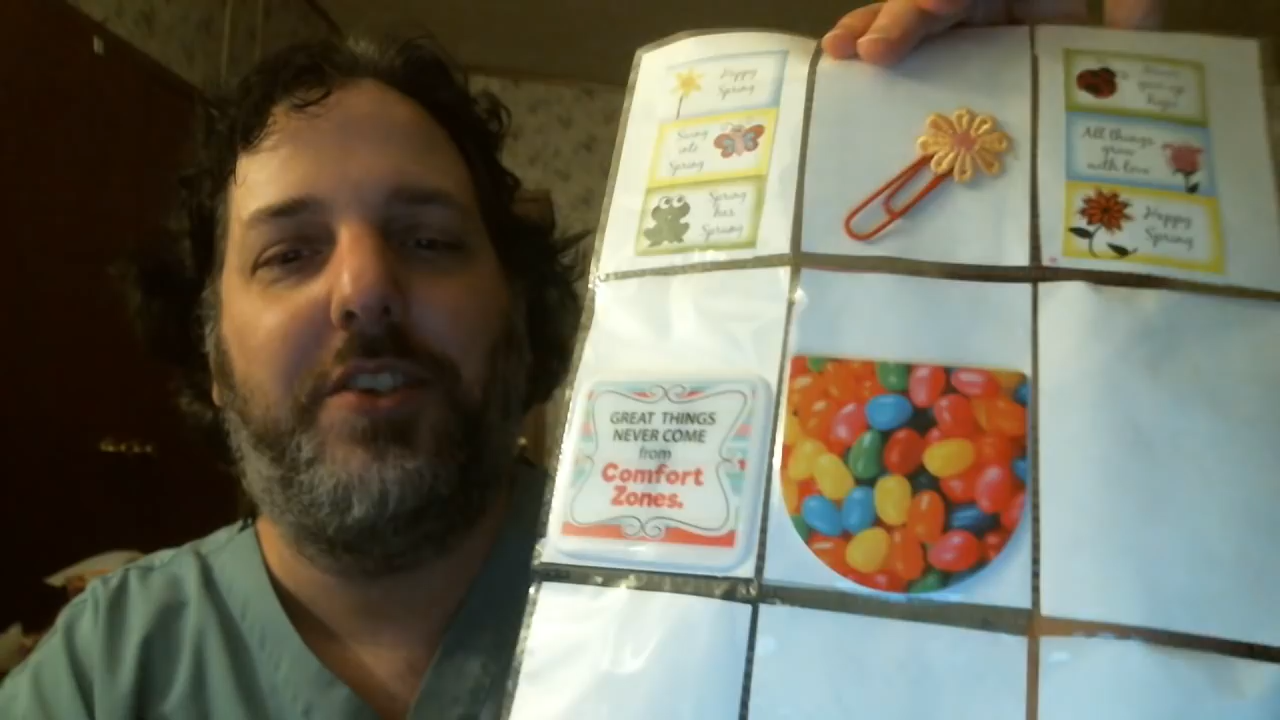 Happy
Spring
Swing
into
Spring
Spring
has
Sprung
All things
grow
with love
Happy
Spring
GREAT THINGS
NEVER COME
from
Comfort
Zones.